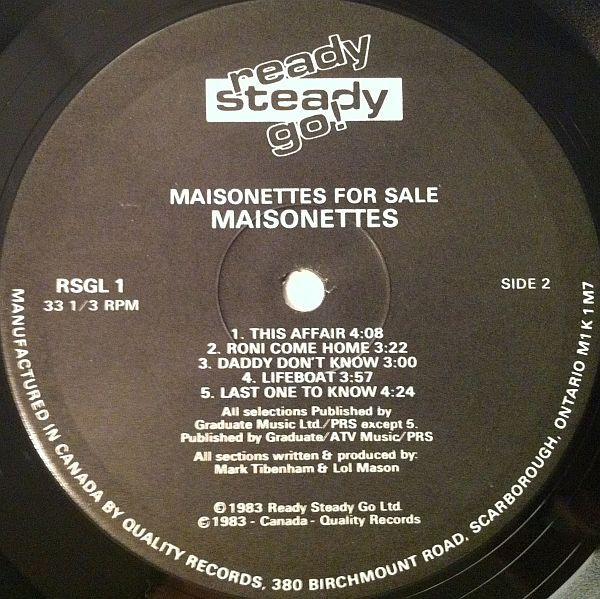 ready
steady
go!
MAISONETTES FOR SALE
MAISONETTES
RSGL 1
33 1/3 RPM
SIDE 2
1. THIS AFFAIR 4:08
2. RONI COME HOME 3:22
3. DADDY DON'T KNOW 3:00
4. LIFEBOAT 3:57
5. LAST ONE TO KNOW 4:24
All selections Published by
Graduate Music Ltd./PRS except 5.
Published by Graduate/ATV Music/PRS
All sections written & produced by:
Mark Tibenham & Lol Mason
℗ 1983 Ready Steady Go Ltd.
© 1983 - Canada - Quality Records
MANUFACTURED IN CANADA BY QUALITY RECORDS, 380 BIRCHMOUNT ROAD, SCARBOROUGH, ONTARIO M1K 1M7